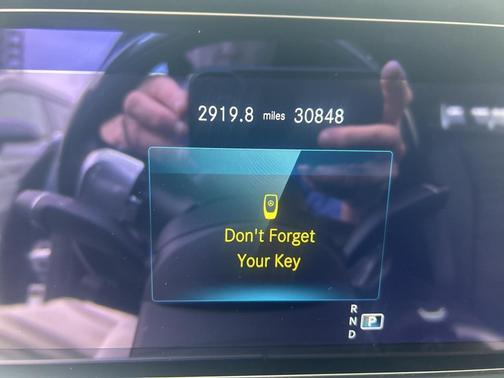 2919.8 miles 30848
Don't Forget
Your Key
R
N P
D